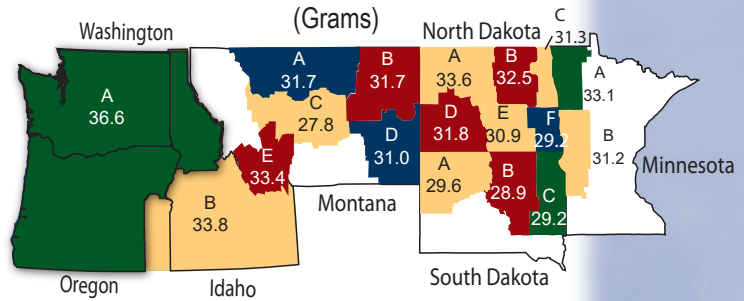 (Grams)
Washington
North Dakota
C
31.3
A
36.6
A
31.7
B
31.7
A
33.6
B
32.5
A
33.1
C
27.8
D
31.8
E
30.9
F
29.2
B
31.2
D
31.0
E
33.4
A
29.6
B
28.9
C
29.2
Minnesota
B
33.8
Montana
Oregon
Idaho
South Dakota